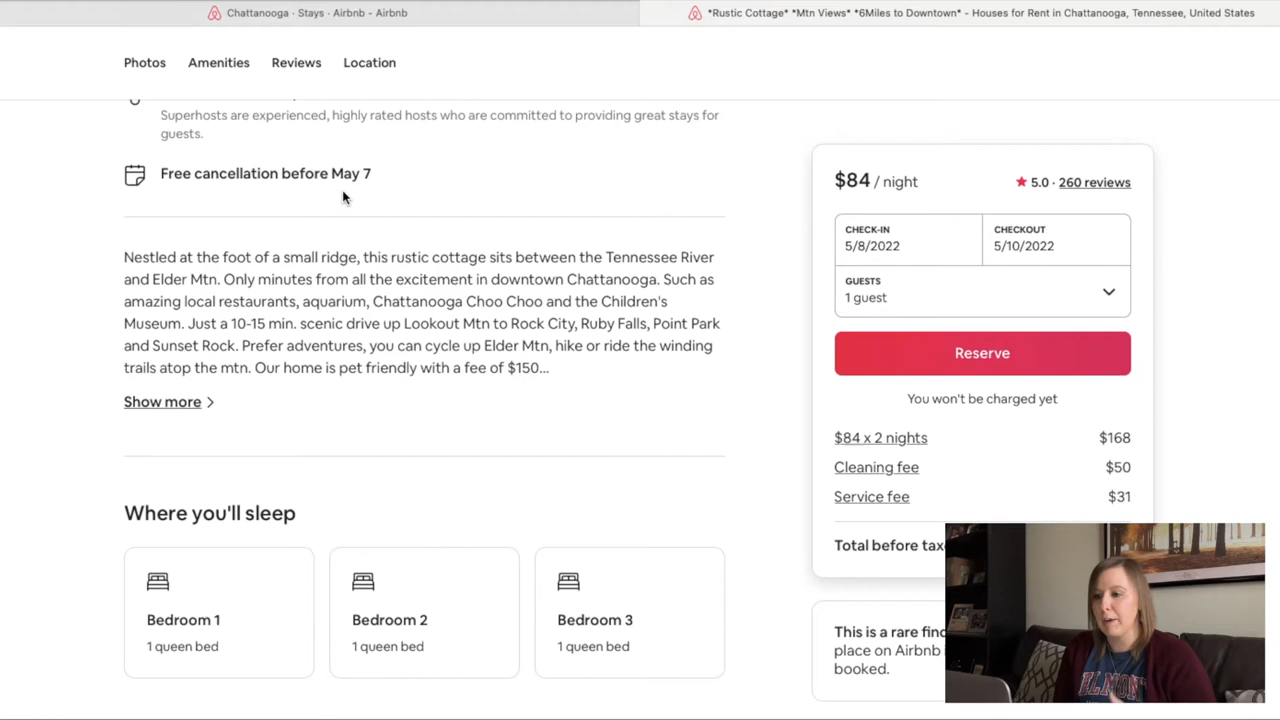 Chattanooga · Stays · Airbnb - Airbnb
*Rustic Cottage* *Mtn Views* *6Miles to Downtown* - Houses for Rent in Chattanooga, Tennessee, United States
Photos
Amenities
Reviews
Location
Superhosts are experienced, highly rated hosts who are committed to providing great stays for
guests.
Free cancellation before May 7
Nestled at the foot of a small ridge, this rustic cottage sits between the Tennessee River
and Elder Mtn. Only minutes from all the excitement in downtown Chattanooga. Such as
amazing local restaurants, aquarium, Chattanooga Choo Choo and the Children's
Museum. Just a 10-15 min. scenic drive up Lookout Mtn to Rock City, Ruby Falls, Point Park
and Sunset Rock. Prefer adventures, you can cycle up Elder Mtn, hike or ride the winding
trails atop the mtn. Our home is pet friendly with a fee of $150...
Show more
Where you'll sleep
Bedroom 1
1 queen bed
Bedroom 2
1 queen bed
Bedroom 3
1 queen bed
$84 / night
5.0 · 260 reviews
CHECK-IN
5/8/2022
CHECKOUT
5/10/2022
GUESTS
1 guest
Reserve
You won't be charged yet
$84 x 2 nights
$168
Cleaning fee
$50
Service fee
$31
Total before
This is a rare
place on Airbnb
booked.